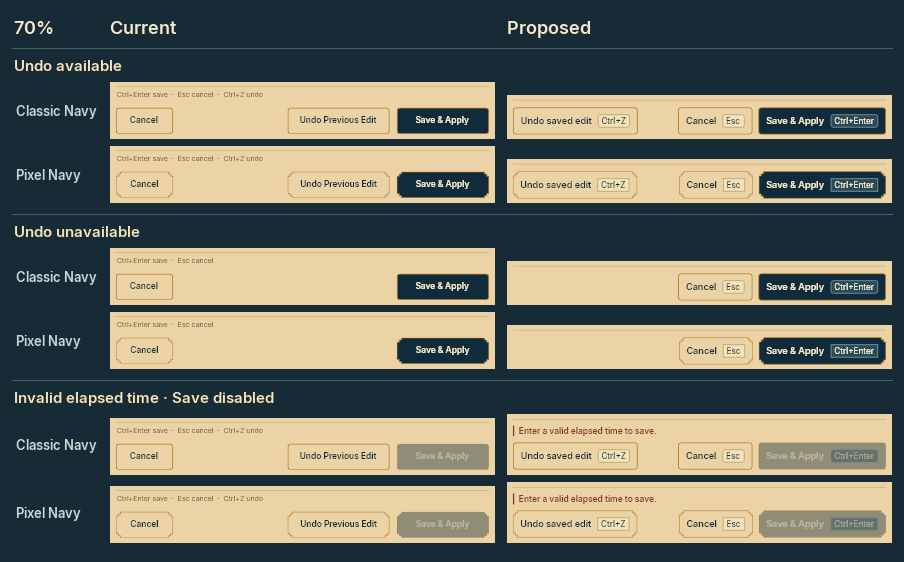 70% Current Proposed
Undo available
Classic Navy
Ctrl+Enter save · Esc cancel · Ctrl+Z undo
Cancel Undo Previous Edit Save & Apply
Undo saved edit Ctrl+Z Cancel Esc Save & Apply Ctrl+Enter
Pixel Navy
Ctrl+Enter save · Esc cancel · Ctrl+Z undo
Cancel Undo Previous Edit Save & Apply
Undo saved edit Ctrl+Z Cancel Esc Save & Apply Ctrl+Enter
Undo unavailable
Classic Navy
Ctrl+Enter save · Esc cancel
Cancel Save & Apply
Cancel Esc Save & Apply Ctrl+Enter
Pixel Navy
Ctrl+Enter save · Esc cancel
Cancel Save & Apply
Cancel Esc Save & Apply Ctrl+Enter
Invalid elapsed time · Save disabled
Classic Navy
Ctrl+Enter save · Esc cancel · Ctrl+Z undo
Cancel Undo Previous Edit Save & Apply
Enter a valid elapsed time to save.
Undo saved edit Ctrl+Z Cancel Esc Save & Apply Ctrl+Enter
Pixel Navy
Ctrl+Enter save · Esc cancel · Ctrl+Z undo
Cancel Undo Previous Edit Save & Apply
Enter a valid elapsed time to save.
Undo saved edit Ctrl+Z Cancel Esc Save & Apply Ctrl+Enter